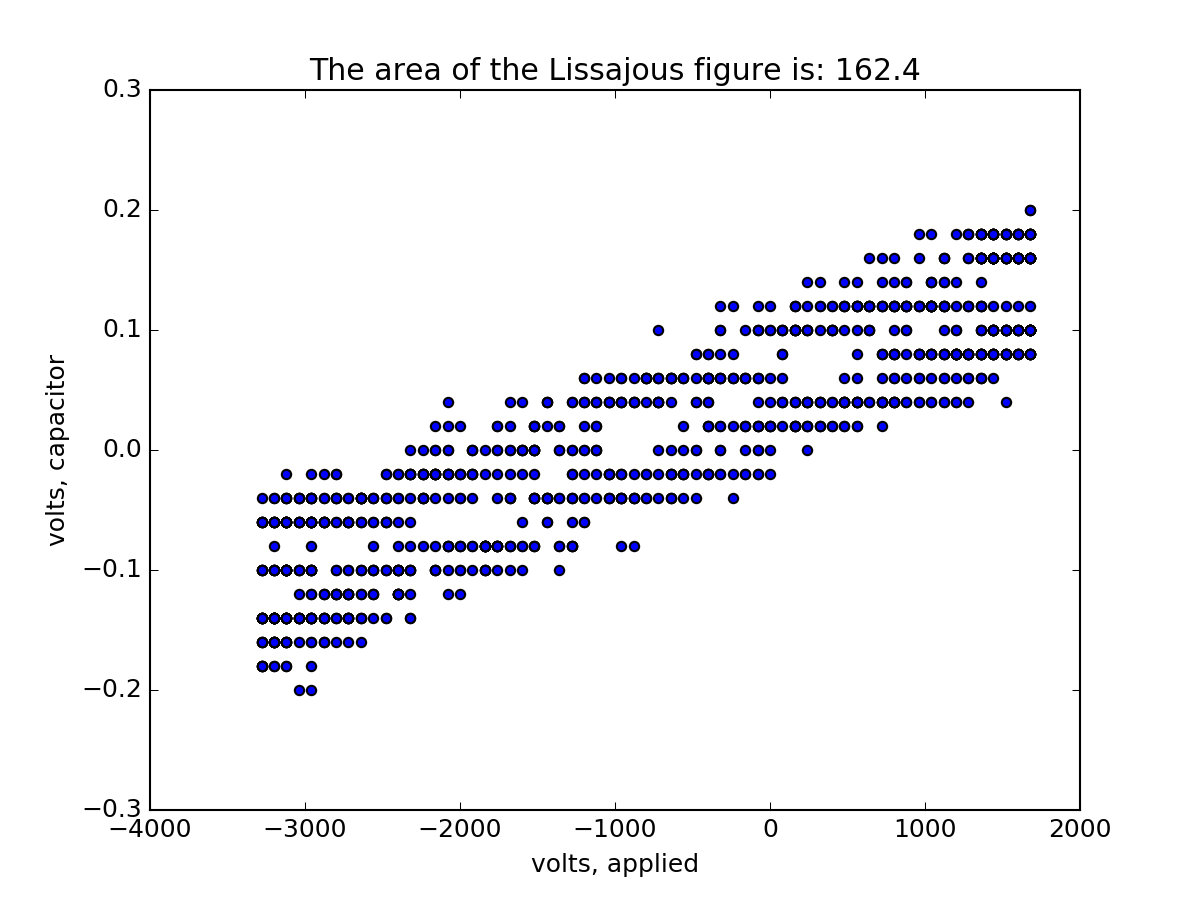 The area of the Lissajous figure is: 162.4
0.3
0.2
0.1
0.0
−0.1
−0.2
−0.3
volts, capacitor
−4000 −3000 −2000 −1000 0 1000 2000
volts, applied